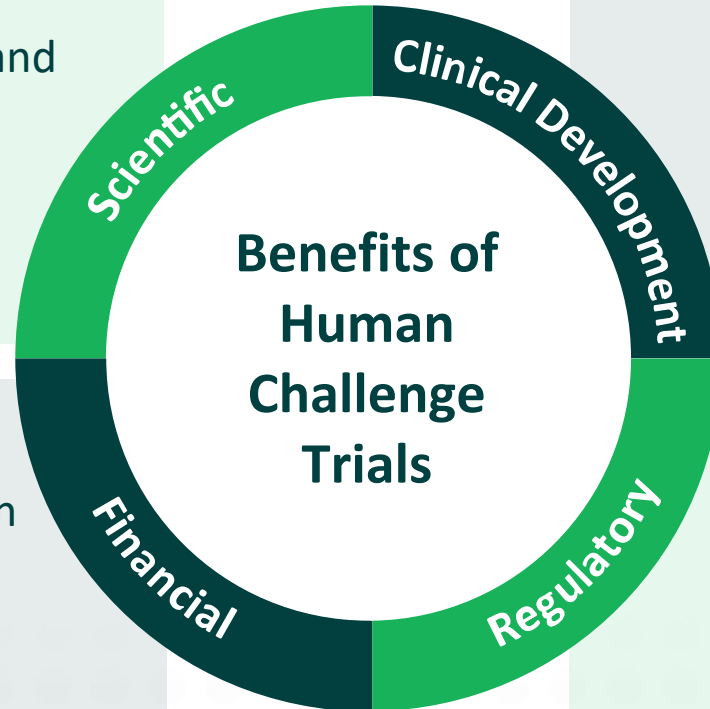 Scientific
Clinical Development
Benefits of
Human
Challenge
Trials
Financial
Regulatory